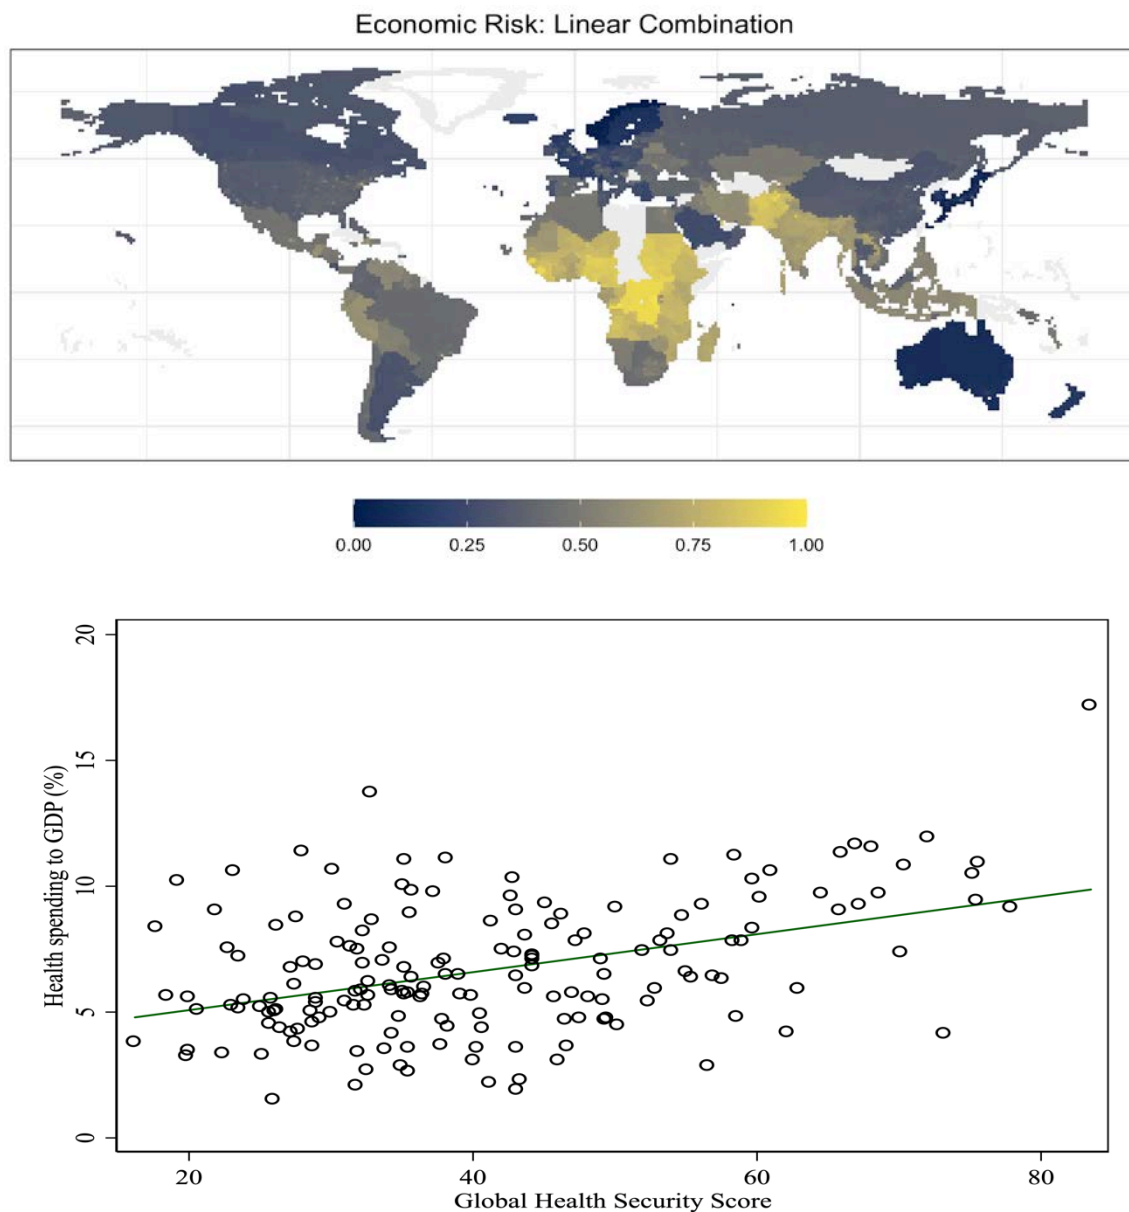 Economic Risk: Linear Combination
0.00 0.25 0.50 0.75 1.00
20
15
10
5
0
Health spending to GDP (%)
20 40 60 80
Global Health Security Score